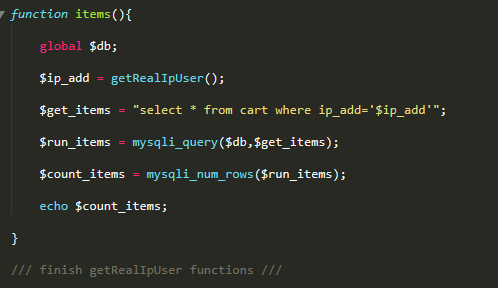 function items(){
global $db;
$ip_add = getRealIpUser();
$get_items = "select * from cart where ip_add='$ip_add'";
$run_items = mysqli_query($db,$get_items);
$count_items = mysqli_num_rows($run_items);
echo $count_items;
}
/// finish getRealIpUser functions ///